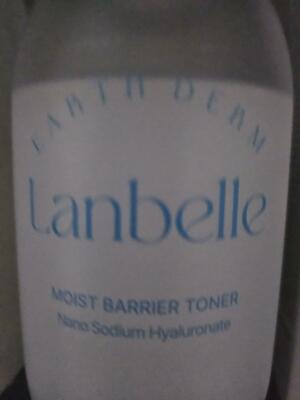 EARTH DERM
Lanbelle
MOIST BARRIER TONER
Nano Sodium Hyaluronate